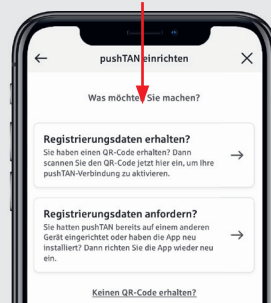 pushTAN einrichten
Was möchten Sie machen?
Registrierungsdaten erhalten?
Sie haben einen QR-Code erhalten? Dann
scannen Sie den QR-Code jetzt hier ein, um Ihre
pushTAN-Verbindung zu aktivieren.
Registrierungsdaten anfordern?
Sie hatten pushTAN bereits auf einem anderen
Gerät eingerichtet oder haben die App neu
installiert? Dann richten Sie die App wieder neu
ein.
Keinen QR-Code erhalten?